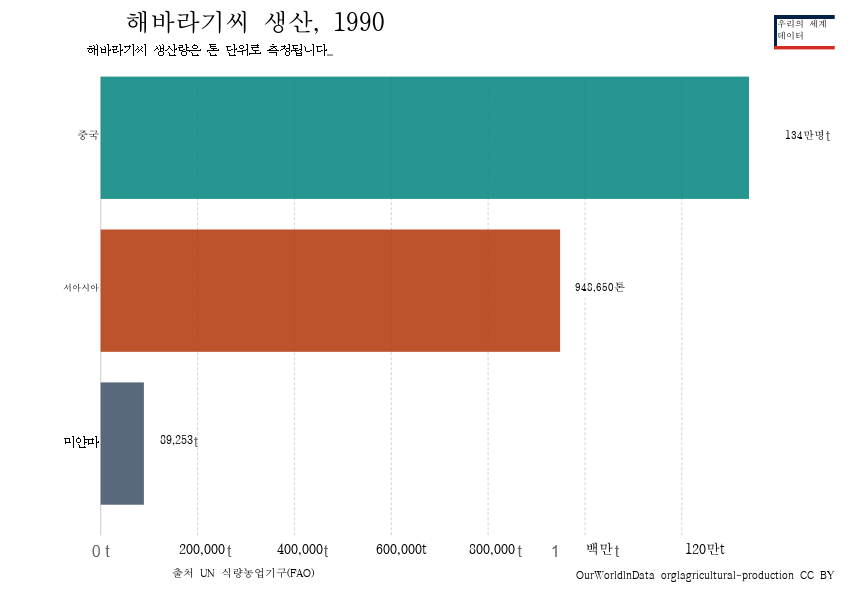 해바라기씨 생산, 1990
우리의 세계
데이터
해바라기씨 생산량은 톤 단위로 측정됩니다.
중국
134만명t
서아시아
948,650톤
미얀마
89,253t
0 t 200,000t 400,000t 600,000t 800,000t 1 백만t 120만t
출처 UN 식량농업기구(FAO)
OurWorldInData org|agricultural-production CC BY